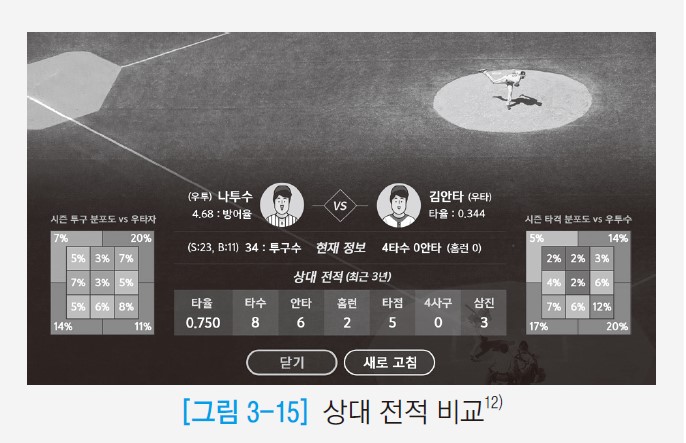 (우투) 나투수
4.68 : 방어율
VS
김안타 (우타)
타율 : 0.344
(S:23, B:11) 34 : 투구수 현재 정보 4타수 0안타 (홈런 0)
상대 전적 (최근 3년)
타율 타수 안타 홈런 타점 4사구 삼진
0.750 8 6 2 5 0 3
시즌 투구 분포도 vs 우타자
7% 20%
5% 3% 7%
7% 3% 5%
5% 6% 8%
14% 11%
시즌 타격 분포도 vs 우투수
5% 14%
2% 2% 3%
4% 2% 6%
7% 6% 12%
17% 20%
닫기 새로 고침
[그림 3-15] 상대 전적 비교12)